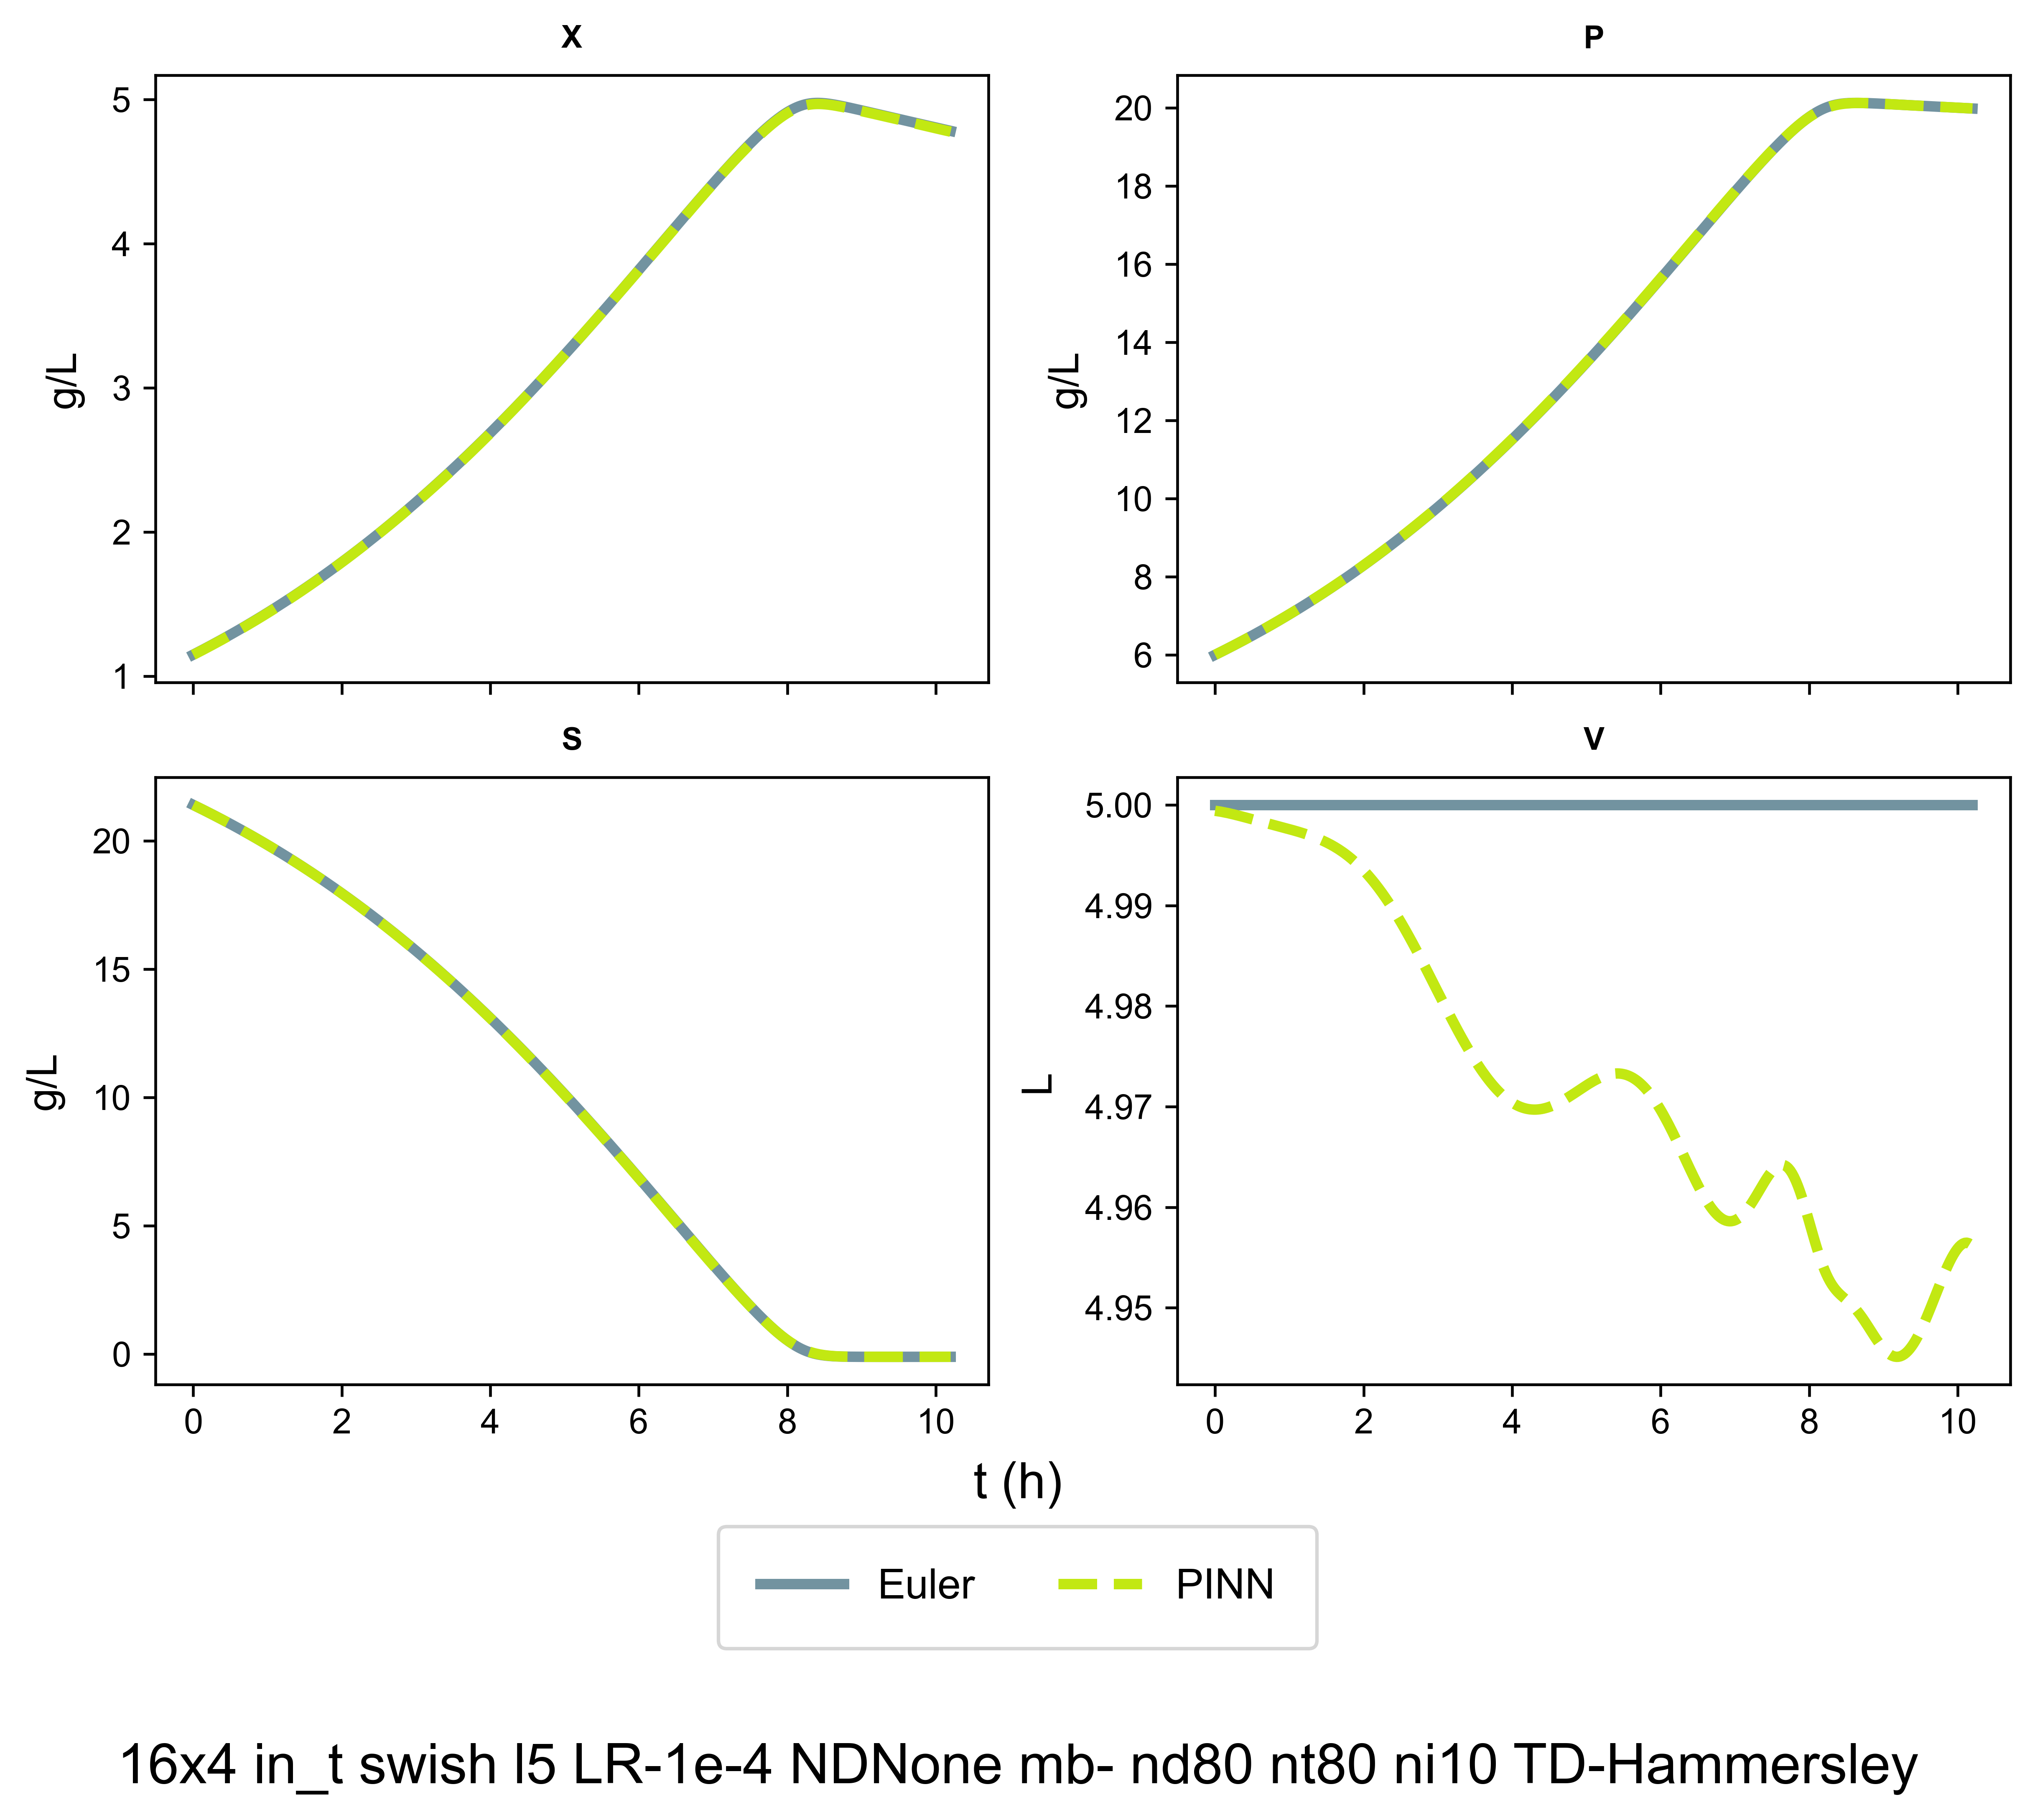 X
5
4
3
2
1
g/L
P
20
18
16
14
12
10
8
6
g/L
S
20
15
10
5
0
g/L
0 2 4 6 8 10
V
5.00
4.99
4.98
4.97
4.96
4.95
L
0 2 4 6 8 10
t (h)
Euler PINN
16x4 in_t swish l5 LR-1e-4 NDNone mb- nd80 nt80 ni10 TD-Hammersley